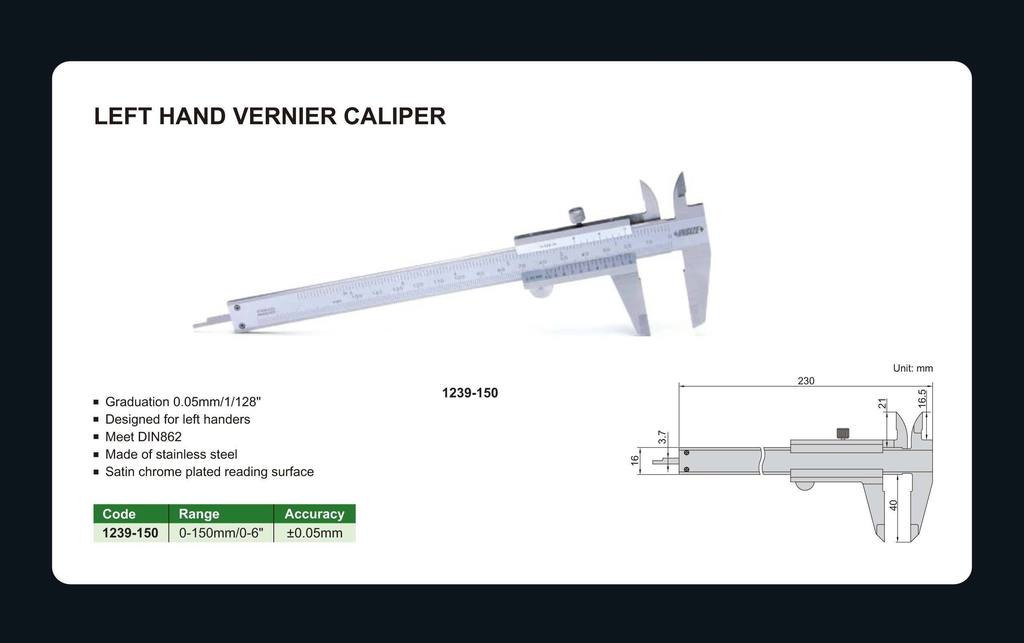 LEFT HAND VERNIER CALIPER
INSIZE
1239-150
Graduation 0.05mm/1/128"
Designed for left handers
Meet DIN862
Made of stainless steel
Satin chrome plated reading surface
Code Range Accuracy
1239-150 0-150mm/0-6" ±0.05mm
Unit: mm
230
21
16.5
3.7
16
40